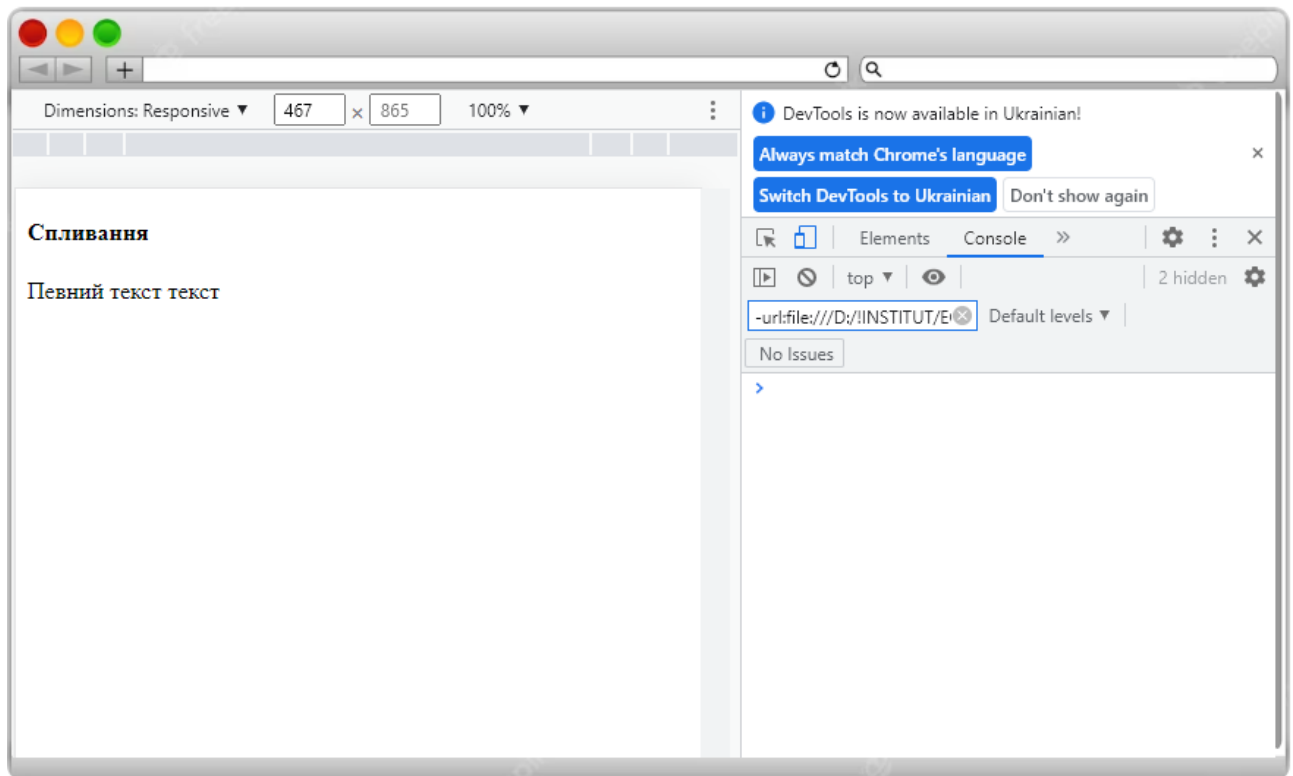 Dimensions: Responsive ▼ 467 × 865 100% ▼
DevTools is now available in Ukrainian!
Always match Chrome's language
Switch DevTools to Ukrainian Don't show again
Спливання
Певний текст текст
Elements Console
top ▼ 2 hidden
-url:file:///D:/!INSTITUT/E Default levels ▼
No Issues